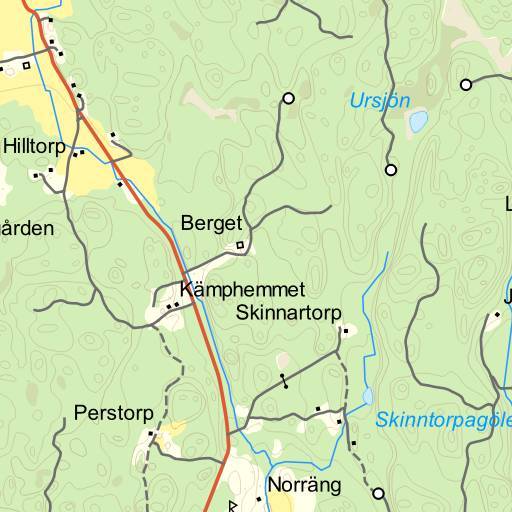 Ursjön
Hilltorp
gården
Berget
Kämphemmet
Skinnartorp
Perstorp
Skinntorpagöle
Norräng